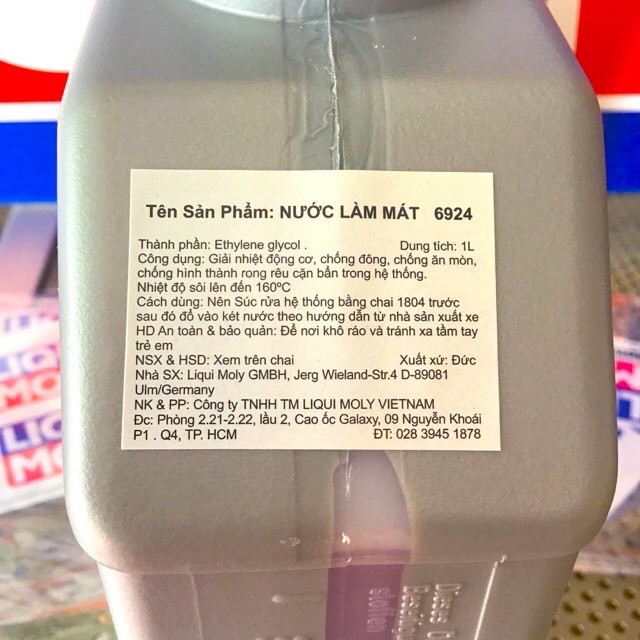 Tên Sản Phẩm: NƯỚC LÀM MÁT 6924
Thành phần: Ethylene glycol . Dung tích: 1L
Công dụng: Giải nhiệt động cơ, chống đông, chống ăn mòn,
chống hình thành rong rêu cặn bẩn trong hệ thống.
Nhiệt độ sôi lên đến 160ºC
Cách dùng: Nên Súc rửa hệ thống bằng chai 1804 trước
sau đó đổ vào két nước theo hướng dẫn từ nhà sản xuất xe
HD An toàn & bảo quản: Để nơi khô ráo và tránh xa tầm tay
trẻ em
NSX & HSD: Xem trên chai Xuất xứ: Đức
Nhà SX: Liqui Moly GMBH, Jerg Wieland-Str.4 D-89081
Ulm/Germany
NK & PP: Công ty TNHH TM LIQUI MOLY VIETNAM
Đc: Phòng 2.21-2.22, lầu 2, Cao ốc Galaxy, 09 Nguyễn Khoái
P1 . Q4, TP. HCM ĐT: 028 3945 1878